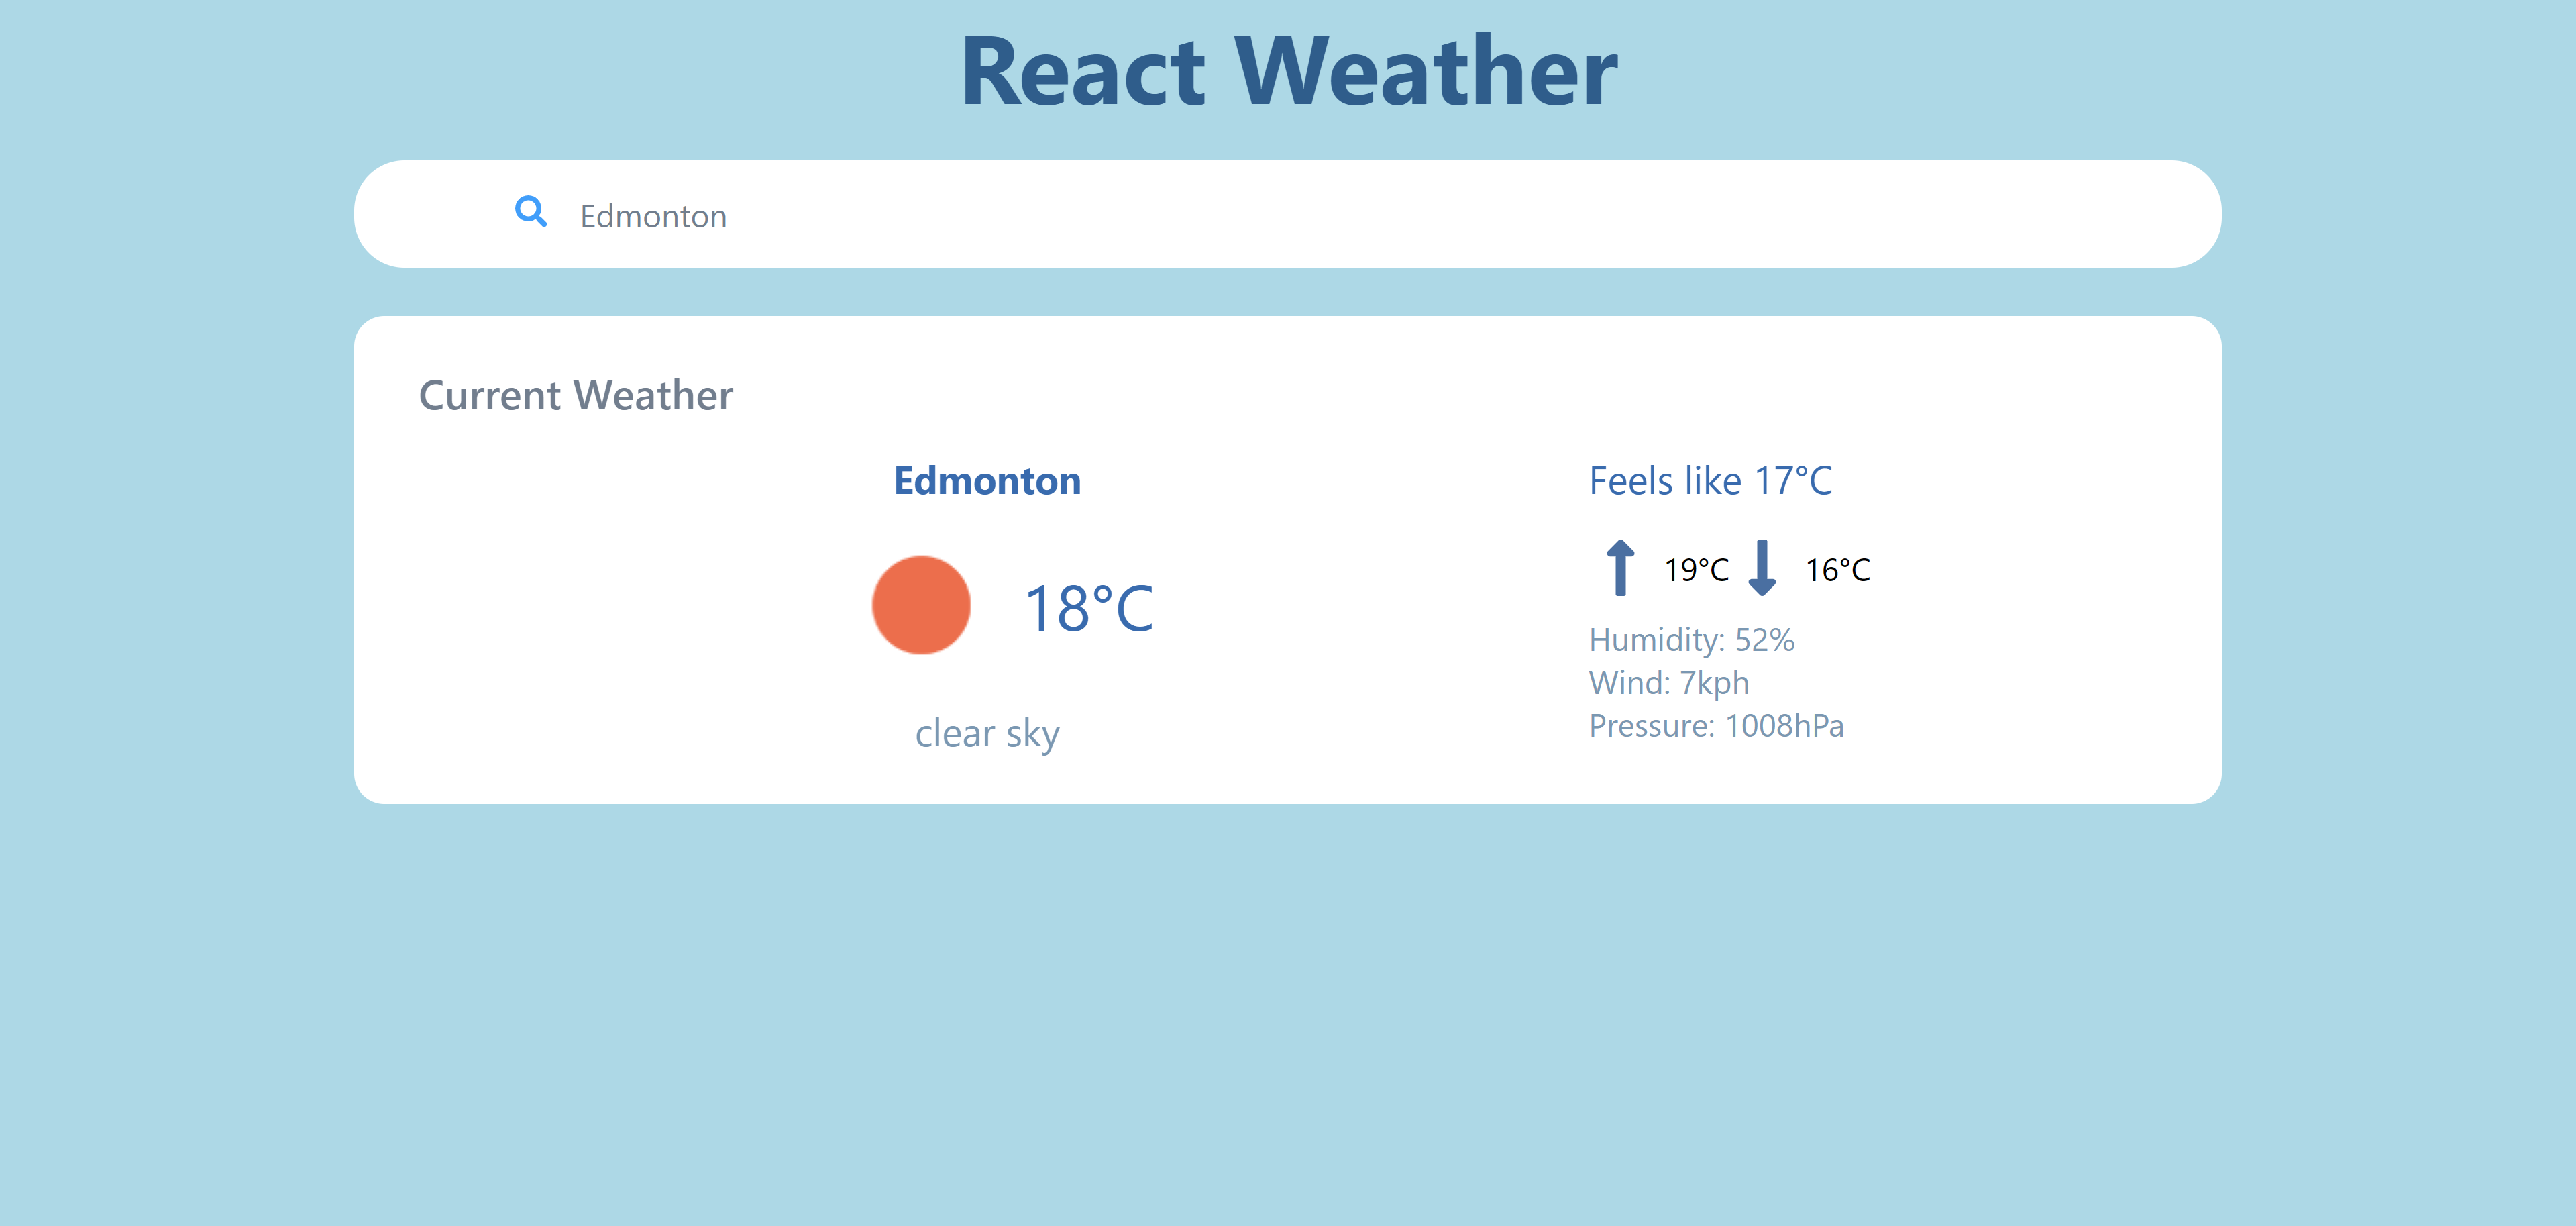 React Weather
Edmonton
Current Weather
Edmonton
18°C
clear sky
Feels like 17°C
19°C 16°C
Humidity: 52%
Wind: 7kph
Pressure: 1008hPa